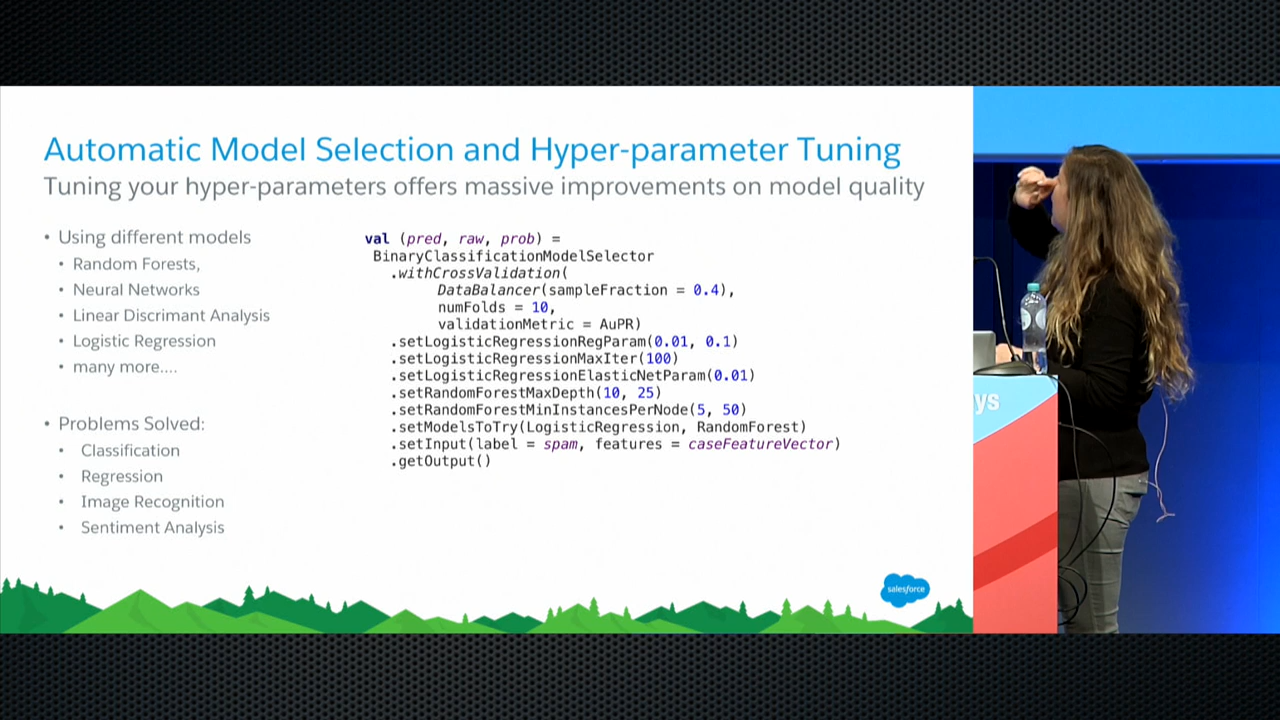 Automatic Model Selection and Hyper-parameter Tuning
Tuning your hyper-parameters offers massive improvements on model quality
• Using different models
• Random Forests,
• Neural Networks
• Linear Discrimant Analysis
• Logistic Regression
• many more....
• Problems Solved:
• Classification
• Regression
• Image Recognition
• Sentiment Analysis
val (pred, raw, prob) =
BinaryClassificationModelSelector
.withCrossValidation(
DataBalancer(sampleFraction = 0.4),
numFolds = 10,
validationMetric = AuPR)
.setLogisticRegressionRegParam(0.01, 0.1)
.setLogisticRegressionMaxIter(100)
.setLogisticRegressionElasticNetParam(0.01)
.setRandomForestMaxDepth(10, 25)
.setRandomForestMinInstancesPerNode(5, 50)
.setModelsToTry(LogisticRegression, RandomForest)
.setInput(label = spam, features = caseFeatureVector)
.getOutput()
salesforce
ys